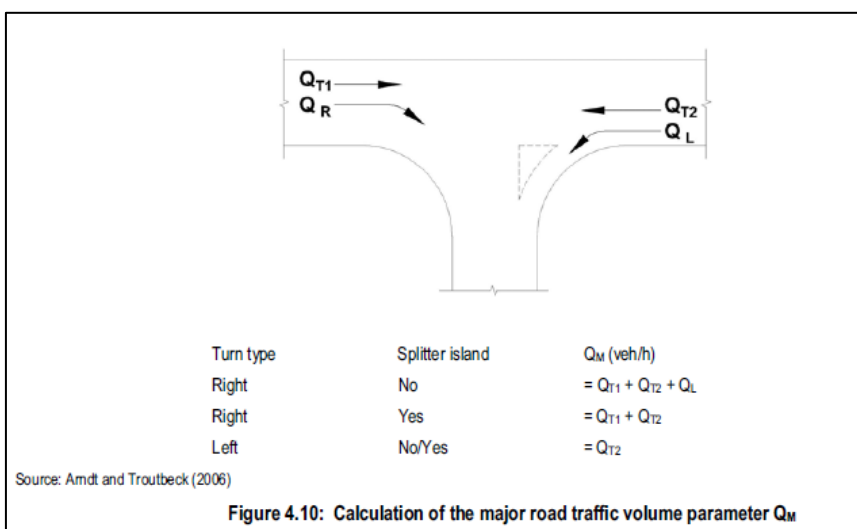 QT1
QR
QT2
QL
Turn type Splitter island QM (veh/h)
Right No = QT1 + QT2 + QL
Right Yes = QT1 + QT2
Left No/Yes = QT2
Source: Arndt and Troutbeck (2006)
Figure 4.10: Calculation of the major road traffic volume parameter QM